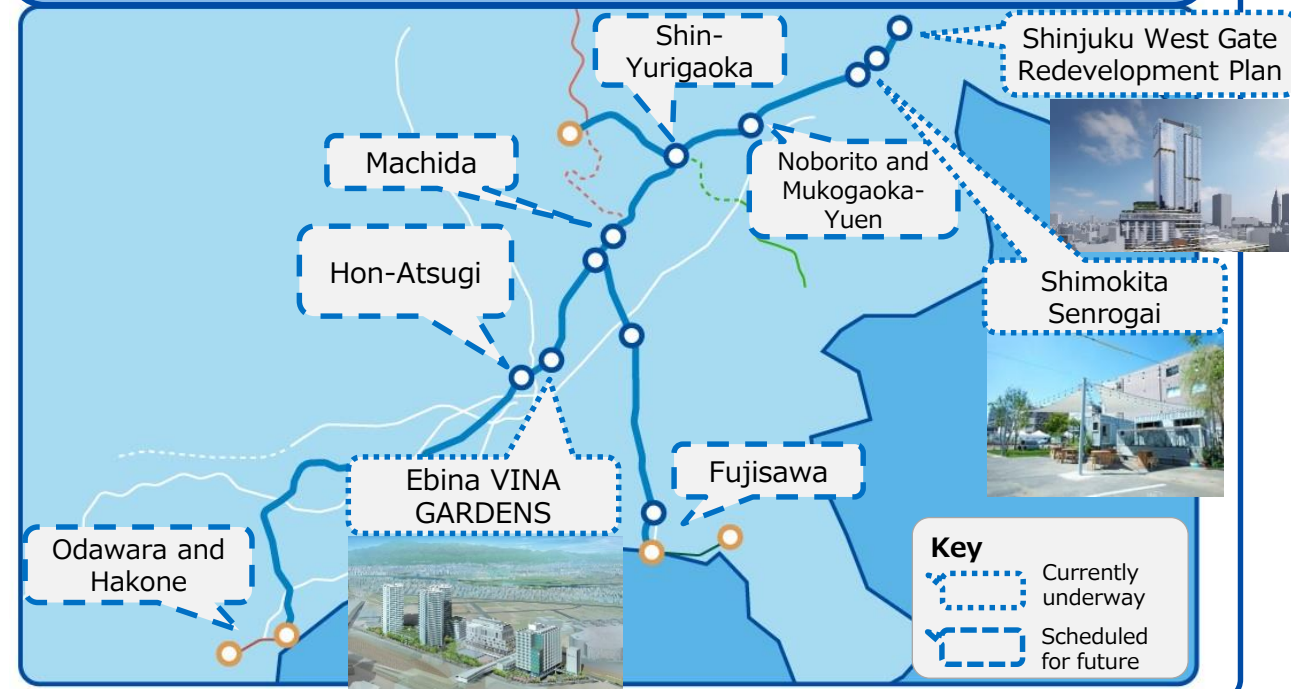 Shin-
Yurigaoka
Shinjuku West Gate
Redevelopment Plan
Machida
Noborito and
Mukogaoka-
Yuen
Hon-Atsugi
Shimokita
Senrogai
Ebina VINA
GARDENS
Fujisawa
Odawara and
Hakone
Key
Currently
underway
Scheduled
for future